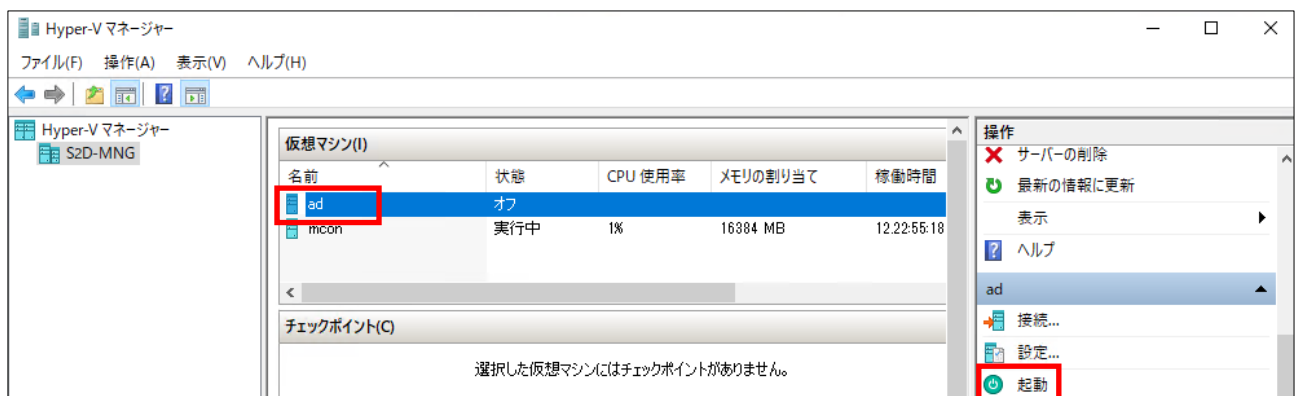 Hyper-V マネージャー
ファイル(F) 操作(A) 表示(V) ヘルプ(H)
Hyper-V マネージャー
S2D-MNG
仮想マシン(I)
名前 状態 CPU 使用率 メモリの割り当て 稼働時間
ad オフ
mcon 実行中 1% 16384 MB 12.22:55:18
チェックポイント(C)
選択した仮想マシンにはチェックポイントがありません。
操作
サーバーの削除
最新の情報に更新
表示
ヘルプ
ad
接続...
設定...
起動